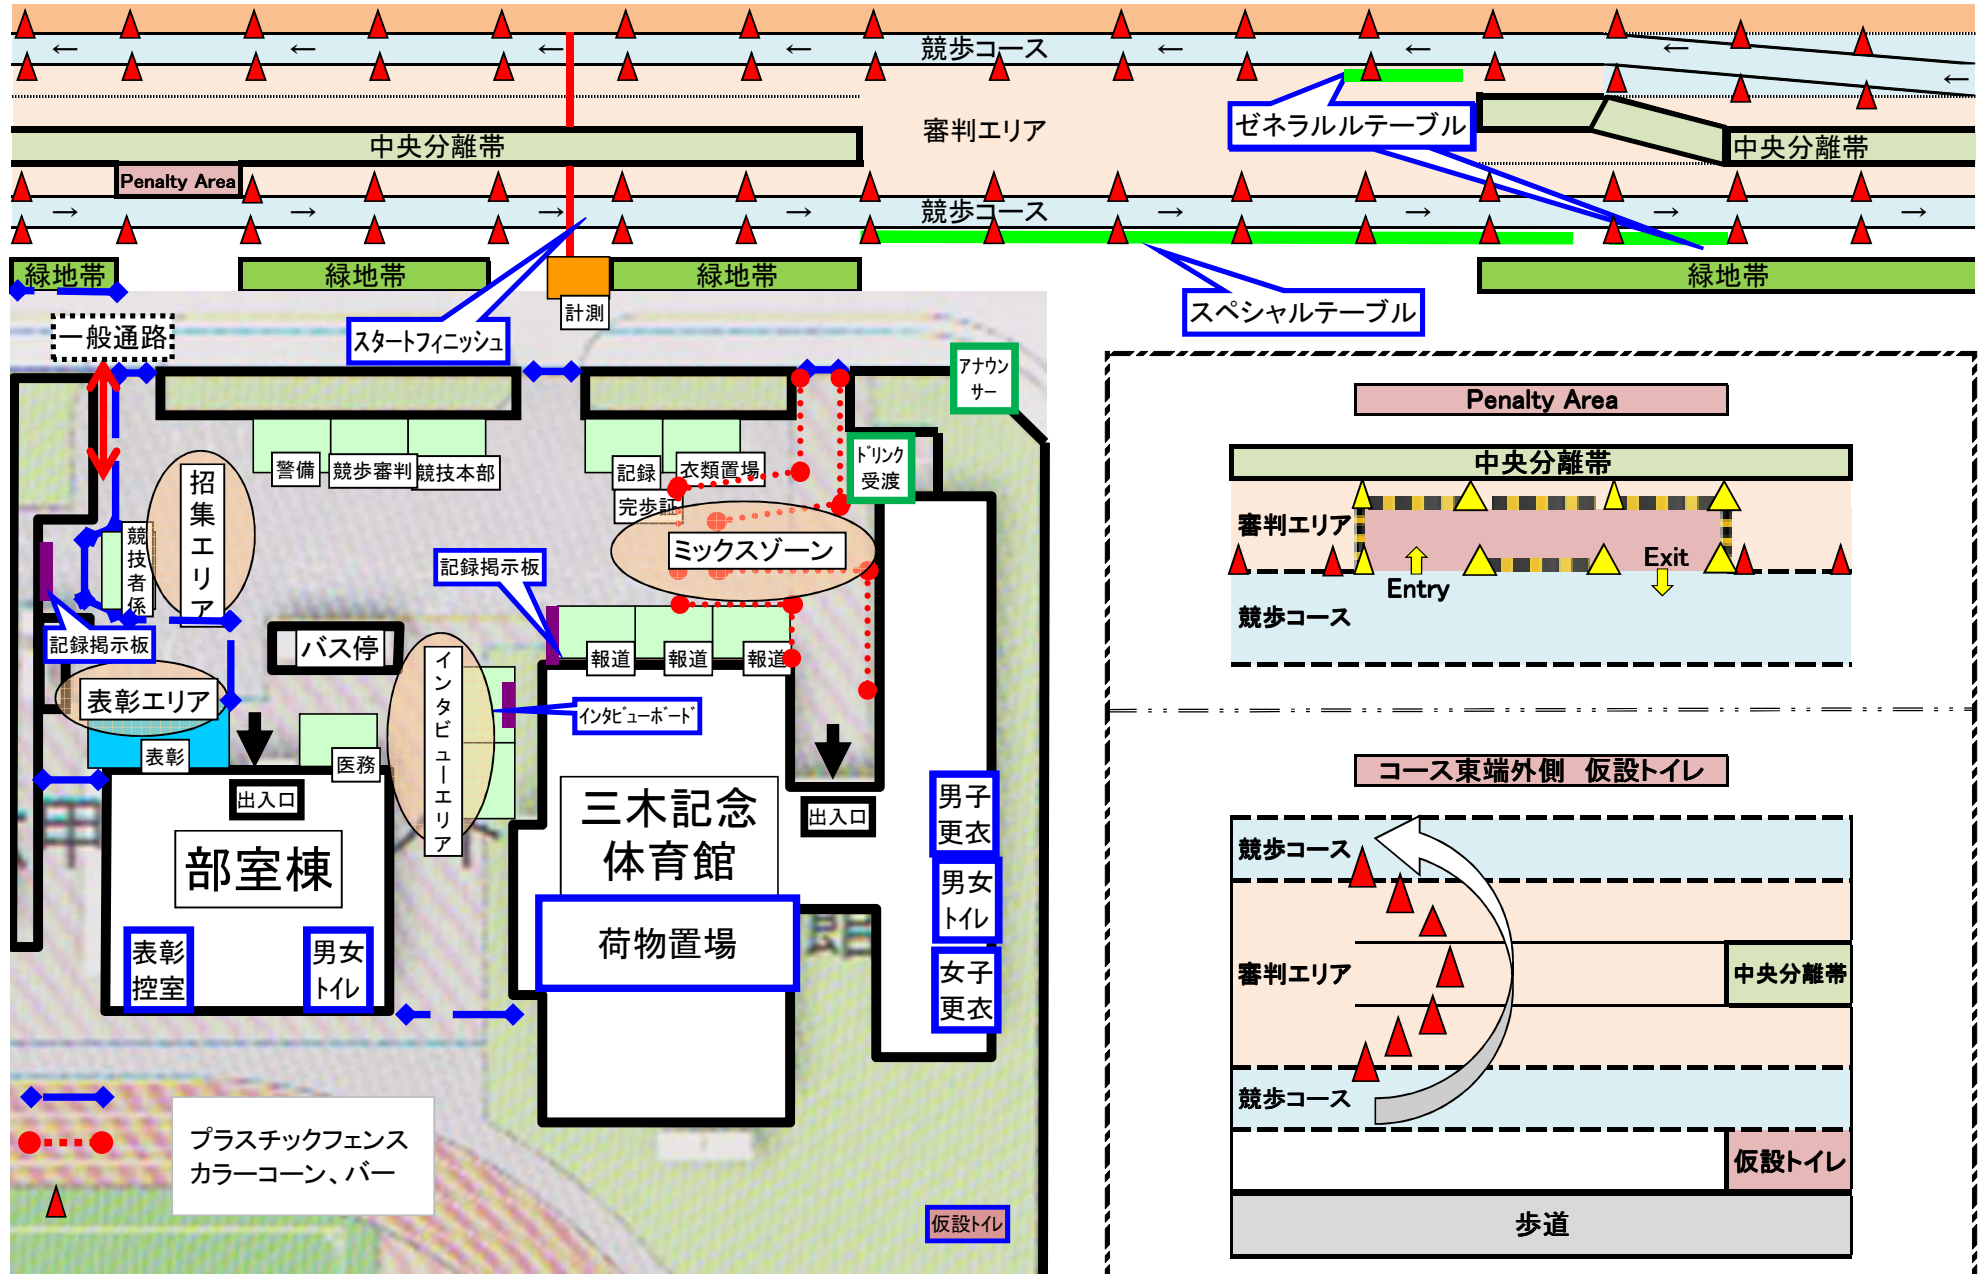 ← ← ← ← 競歩コース ← ← ← ←
ゼネラルルテーブル
審判エリア
中央分離帯
中央分離帯
Penalty Area
→ → → → 競歩コース → → → →
緑地帯
緑地帯
緑地帯
緑地帯
計測
スペシャルテーブル
一般通路
スタートフィニッシュ
アナウン
サー
ドリンク
受渡
警備
競歩審判
競技本部
記録
衣類置場
完歩証
招集エリア
競技者係
記録掲示板
ミックスゾーン
記録掲示板
バス停
インタビューエリア
報道
報道
報道
表彰エリア
インタビューボード
表彰
医務
出入口
出入口
三木記念
体育館
男子
更衣
部室棟
男女
トイレ
荷物置場
表彰
控室
男女
トイレ
女子
更衣
プラスチックフェンス
カラーコーン、バー
仮設トイレ
Penalty Area
中央分離帯
審判エリア
Entry
Exit
競歩コース
コース東端外側 仮設トイレ
競歩コース
審判エリア
中央分離帯
競歩コース
仮設トイレ
歩道